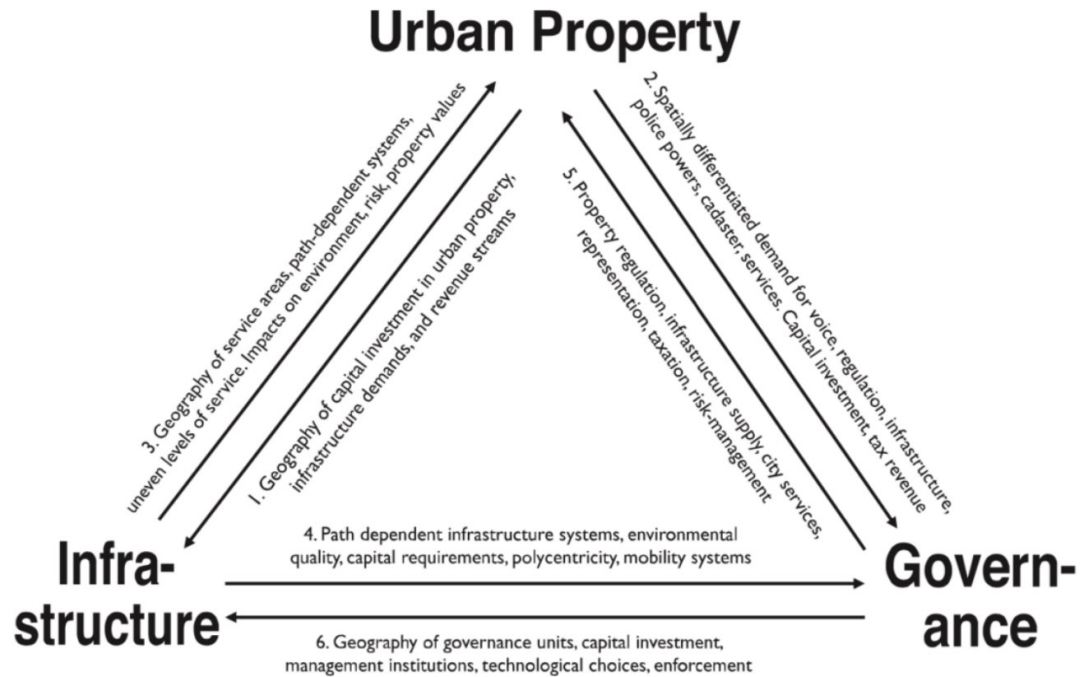 Urban Property
3. Geography of service areas, path-dependent systems,
uneven levels of service. Impacts on environment, risk, property values
1. Geography of capital investment in urban property,
infrastructure demands, and revenue streams
2. Spatially differentiated demand for voice, regulation, infrastructure,
police powers, cadaster, services. Capital investment, tax revenue
5. Property regulation, infrastructure supply, city services,
representation, taxation, risk-management
4. Path dependent infrastructure systems, environmental
quality, capital requirements, polycentricity, mobility systems
Infra-
structure
Govern-
ance
6. Geography of governance units, capital investment,
management institutions, technological choices, enforcement